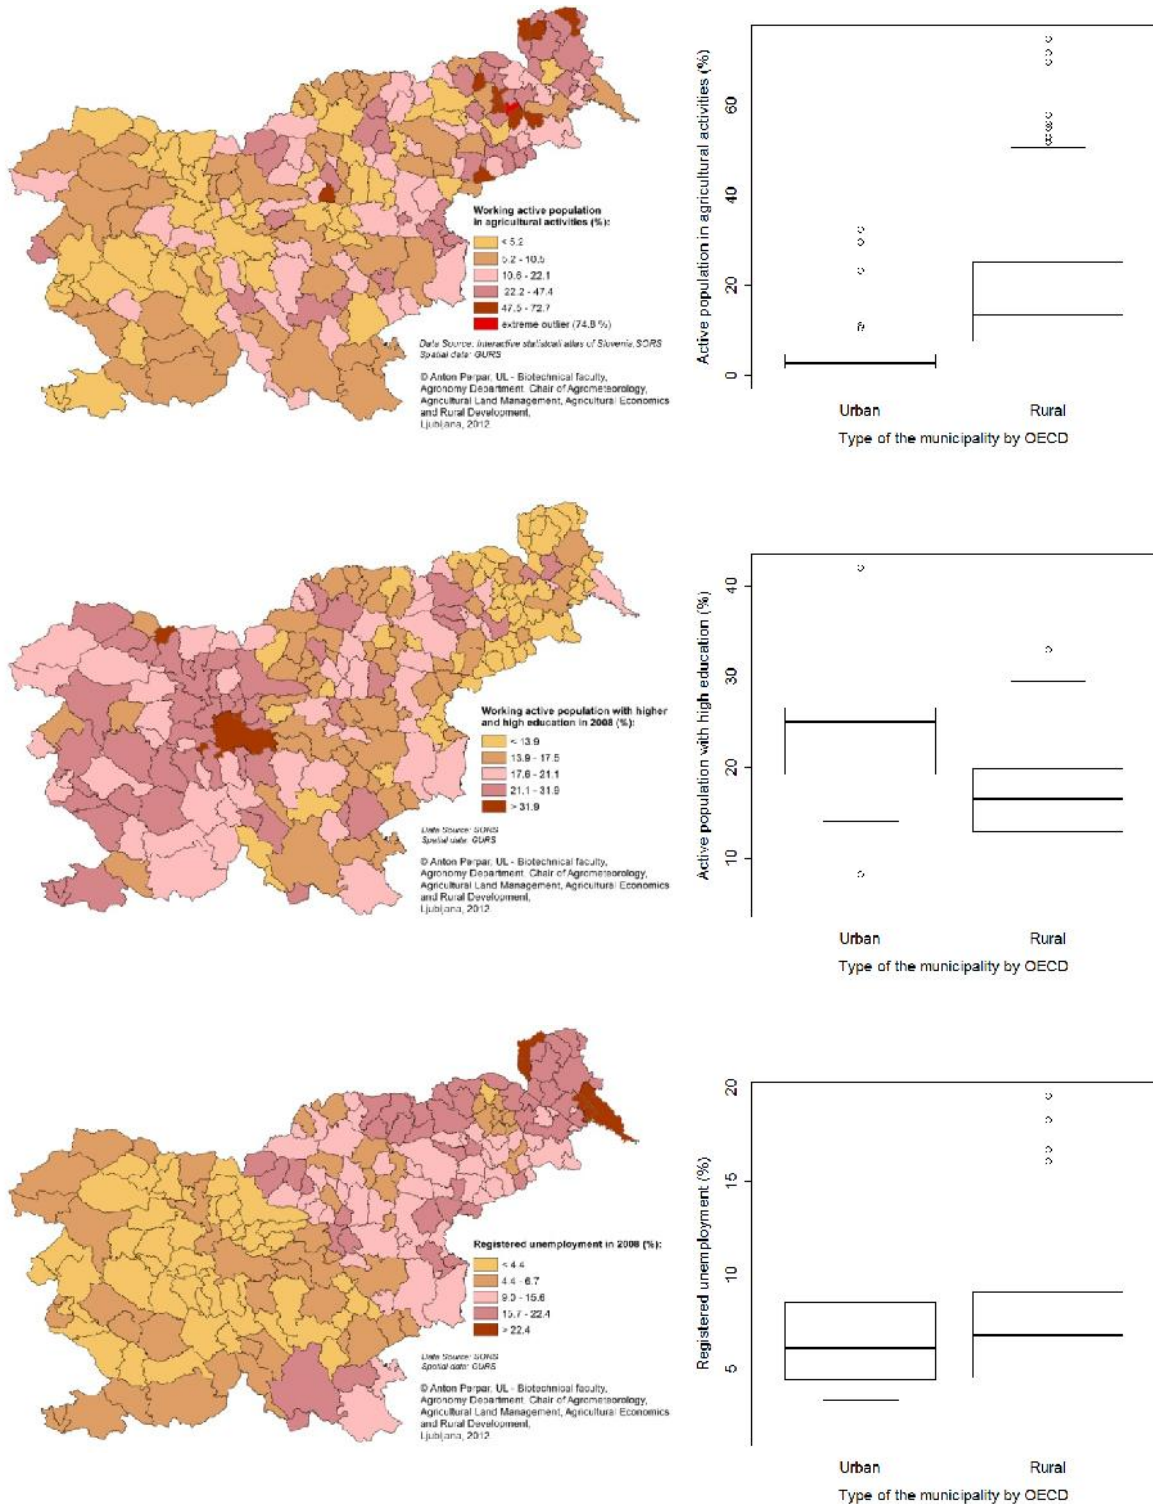 Working active population
in agricultural activities (%):
< 5.2
5.2 - 10.5
10.6 - 22.1
22.2 - 47.4
47.5 - 72.7
extreme outlier (74.8 %)
Data Source: Interactive statistcall atlas of Slovenia, SORS
Spatial data: GURS
© Anton Perpar, UL - Biotechnical faculty,
Agronomy Department, Chair of Agrometeorology,
Agricultural Land Management, Agricultural Economics
and Rural Development,
Ljubljana, 2012.
Active population in agricultural activities (%)
60
40
20
0
Urban
Rural
Type of the municipality by OECD
Working active population with higher
and high education in 2008 (%):
< 13.9
13.9 - 17.5
17.6 - 21.1
21.1 - 31.9
> 31.9
Data Source: SORS
Spatial data: GURS
© Anton Perpar, UL - Biotechnical faculty,
Agronomy Department, Chair of Agrometeorology,
Agricultural Land Management, Agricultural Economics
and Rural Development,
Ljubljana, 2012.
Active population with high education (%)
40
30
20
10
Urban
Rural
Type of the municipality by OECD
Registered unemployment in 2008 (%):
< 4.4
4.4 - 6.7
9.0 - 15.6
15.7 - 22.4
> 22.4
Data Source: SORS
Spatial data: GURS
© Anton Perpar, UL - Biotechnical faculty,
Agronomy Department, Chair of Agrometeorology,
Agricultural Land Management, Agricultural Economics
and Rural Development,
Ljubljana, 2012.
Registered unemployment (%)
20
15
10
5
Urban
Rural
Type of the municipality by OECD